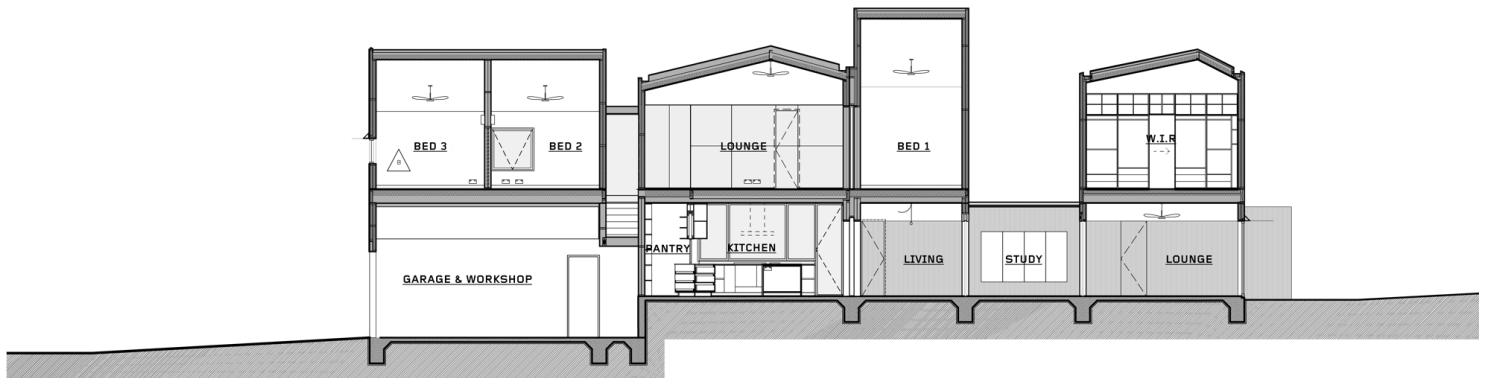 BED 3
BED 2
LOUNGE
BED 1
W.I.R
B
PANTRY
KITCHEN
LIVING
STUDY
LOUNGE
GARAGE & WORKSHOP